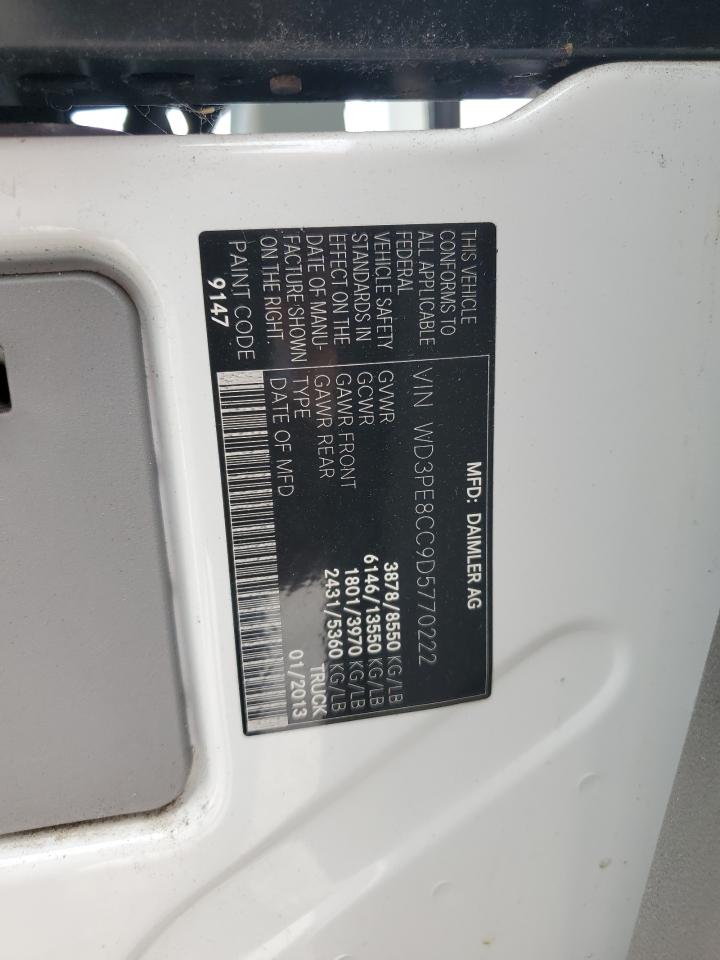 MFD: DAIMLER AG
VIN WD3PE8CC9D5770222
GVWR 3878/8550 KG/LB
GCWR 6146/13550 KG/LB
GAWR FRONT 1801/3970 KG/LB
GAWR REAR 2431/5360 KG/LB
TYPE TRUCK
DATE OF MFD 01/2013
THIS VEHICLE
CONFORMS TO
ALL APPLICABLE
FEDERAL
VEHICLE SAFETY
STANDARDS IN
EFFECT ON THE
DATE OF MANU-
FACTURE SHOWN
ON THE RIGHT.
PAINT CODE
9147